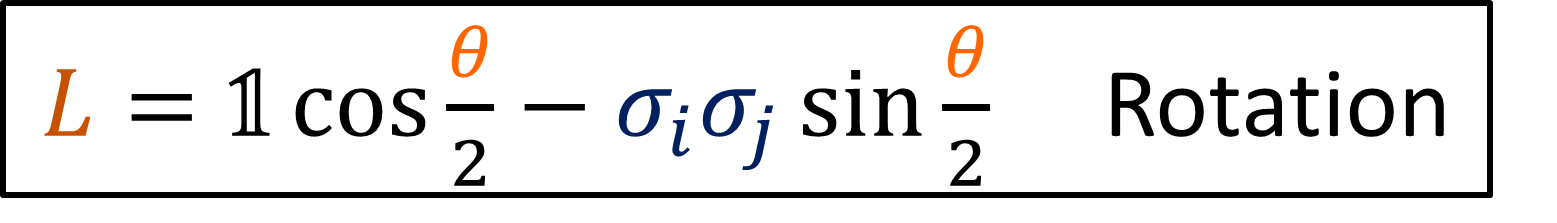 L = 𝟙 cos θ/2 − σᵢσⱼ sin θ/2 Rotation